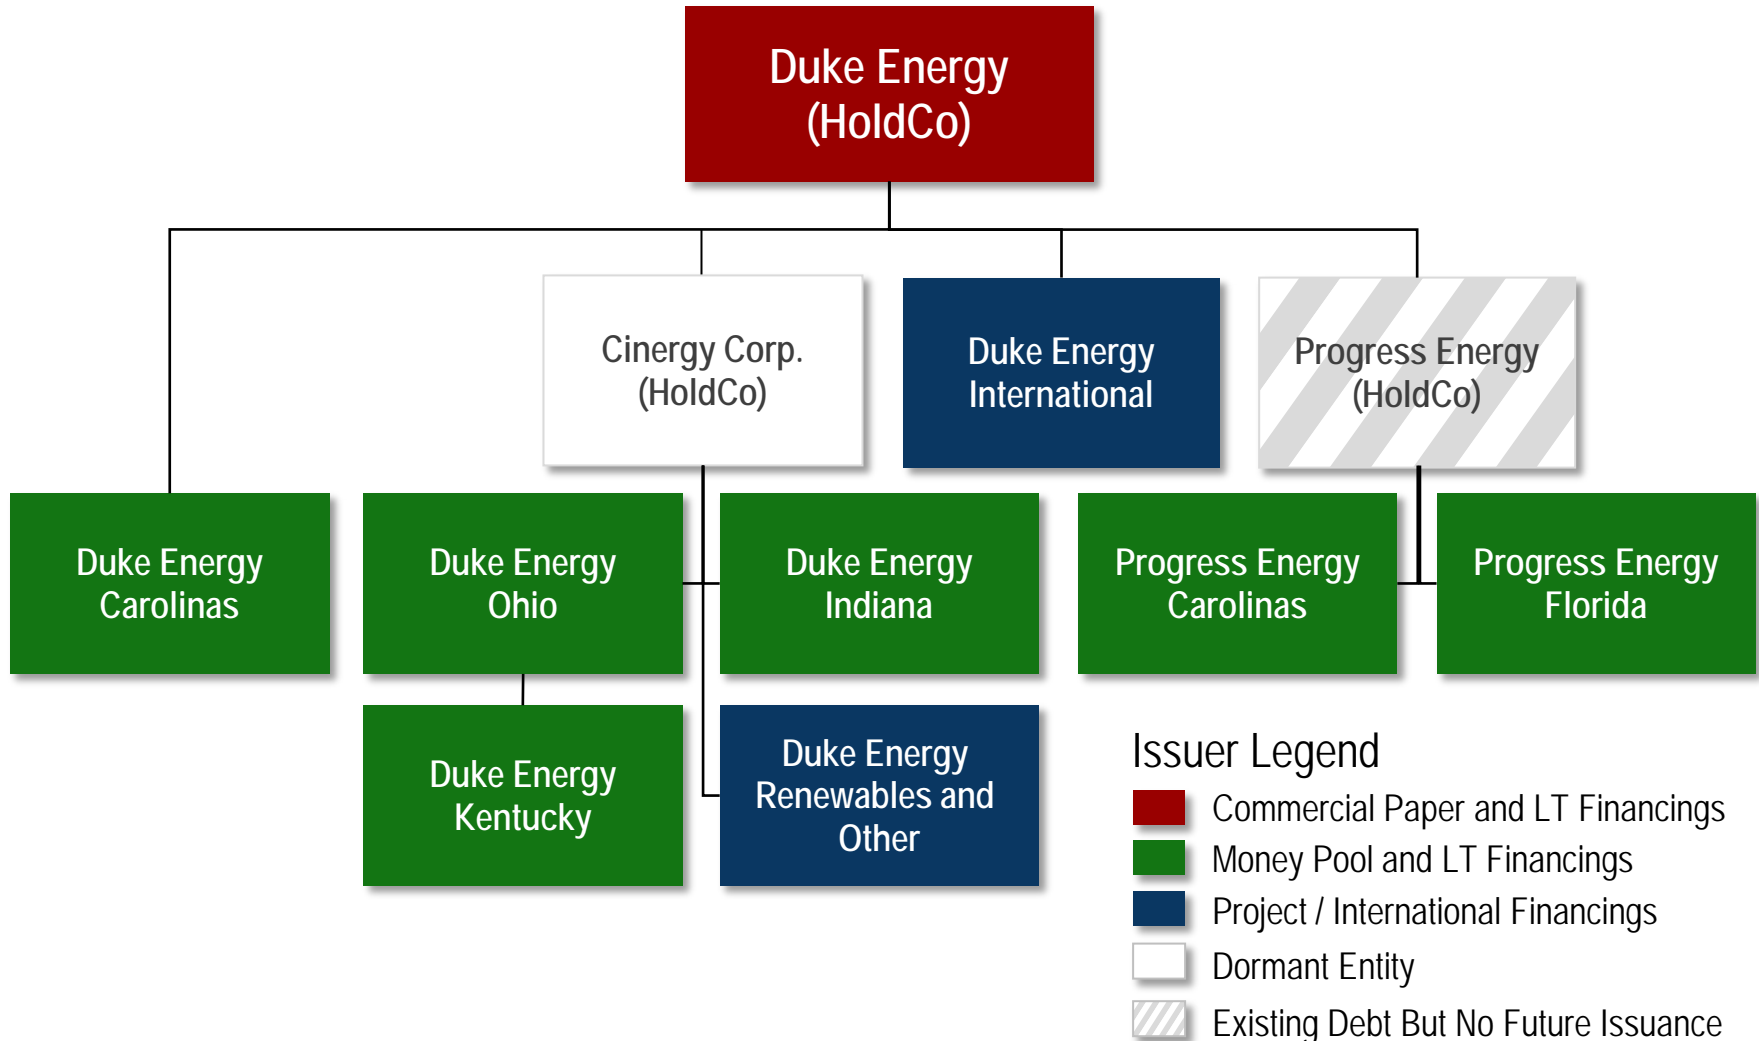 Duke Energy
(HoldCo)
Cinergy Corp.
(HoldCo)
Duke Energy
International
Progress Energy
(HoldCo)
Duke Energy
Carolinas
Duke Energy
Ohio
Duke Energy
Indiana
Progress Energy
Carolinas
Progress Energy
Florida
Duke Energy
Kentucky
Duke Energy
Renewables and
Other
Issuer Legend
Commercial Paper and LT Financings
Money Pool and LT Financings
Project / International Financings
Dormant Entity
Existing Debt But No Future Issuance